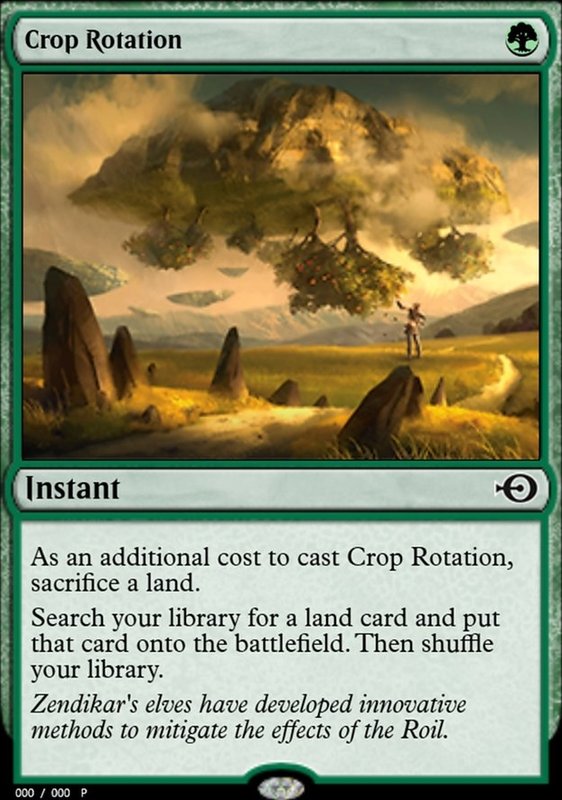 Crop Rotation
Instant
As an additional cost to cast Crop Rotation,
sacrifice a land.
Search your library for a land card and put
that card onto the battlefield. Then shuffle
your library.
Zendikar's elves have developed innovative
methods to mitigate the effects of the Roil.
000 / 000 P